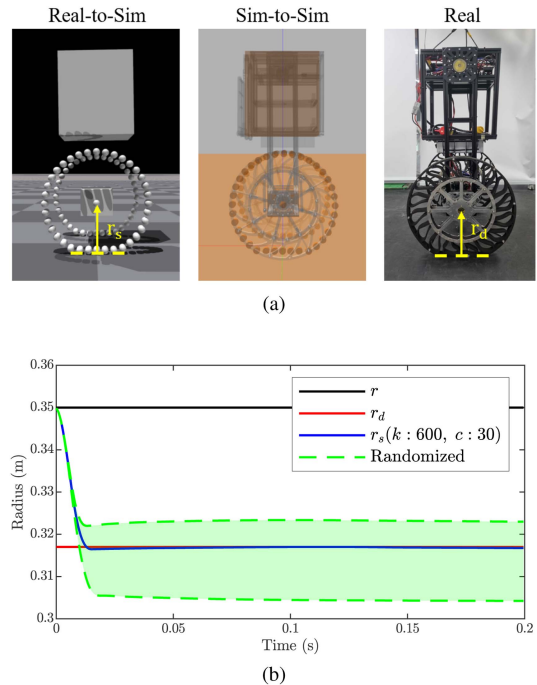 Real-to-Sim Sim-to-Sim Real
r_s r_d
(a)
0.36
0.35
0.34
0.33
0.32
0.31
0.3
Radius (m)
r
r_d
r_s(k : 600, c : 30)
Randomized
0 0.05 0.1 0.15 0.2
Time (s)
(b)